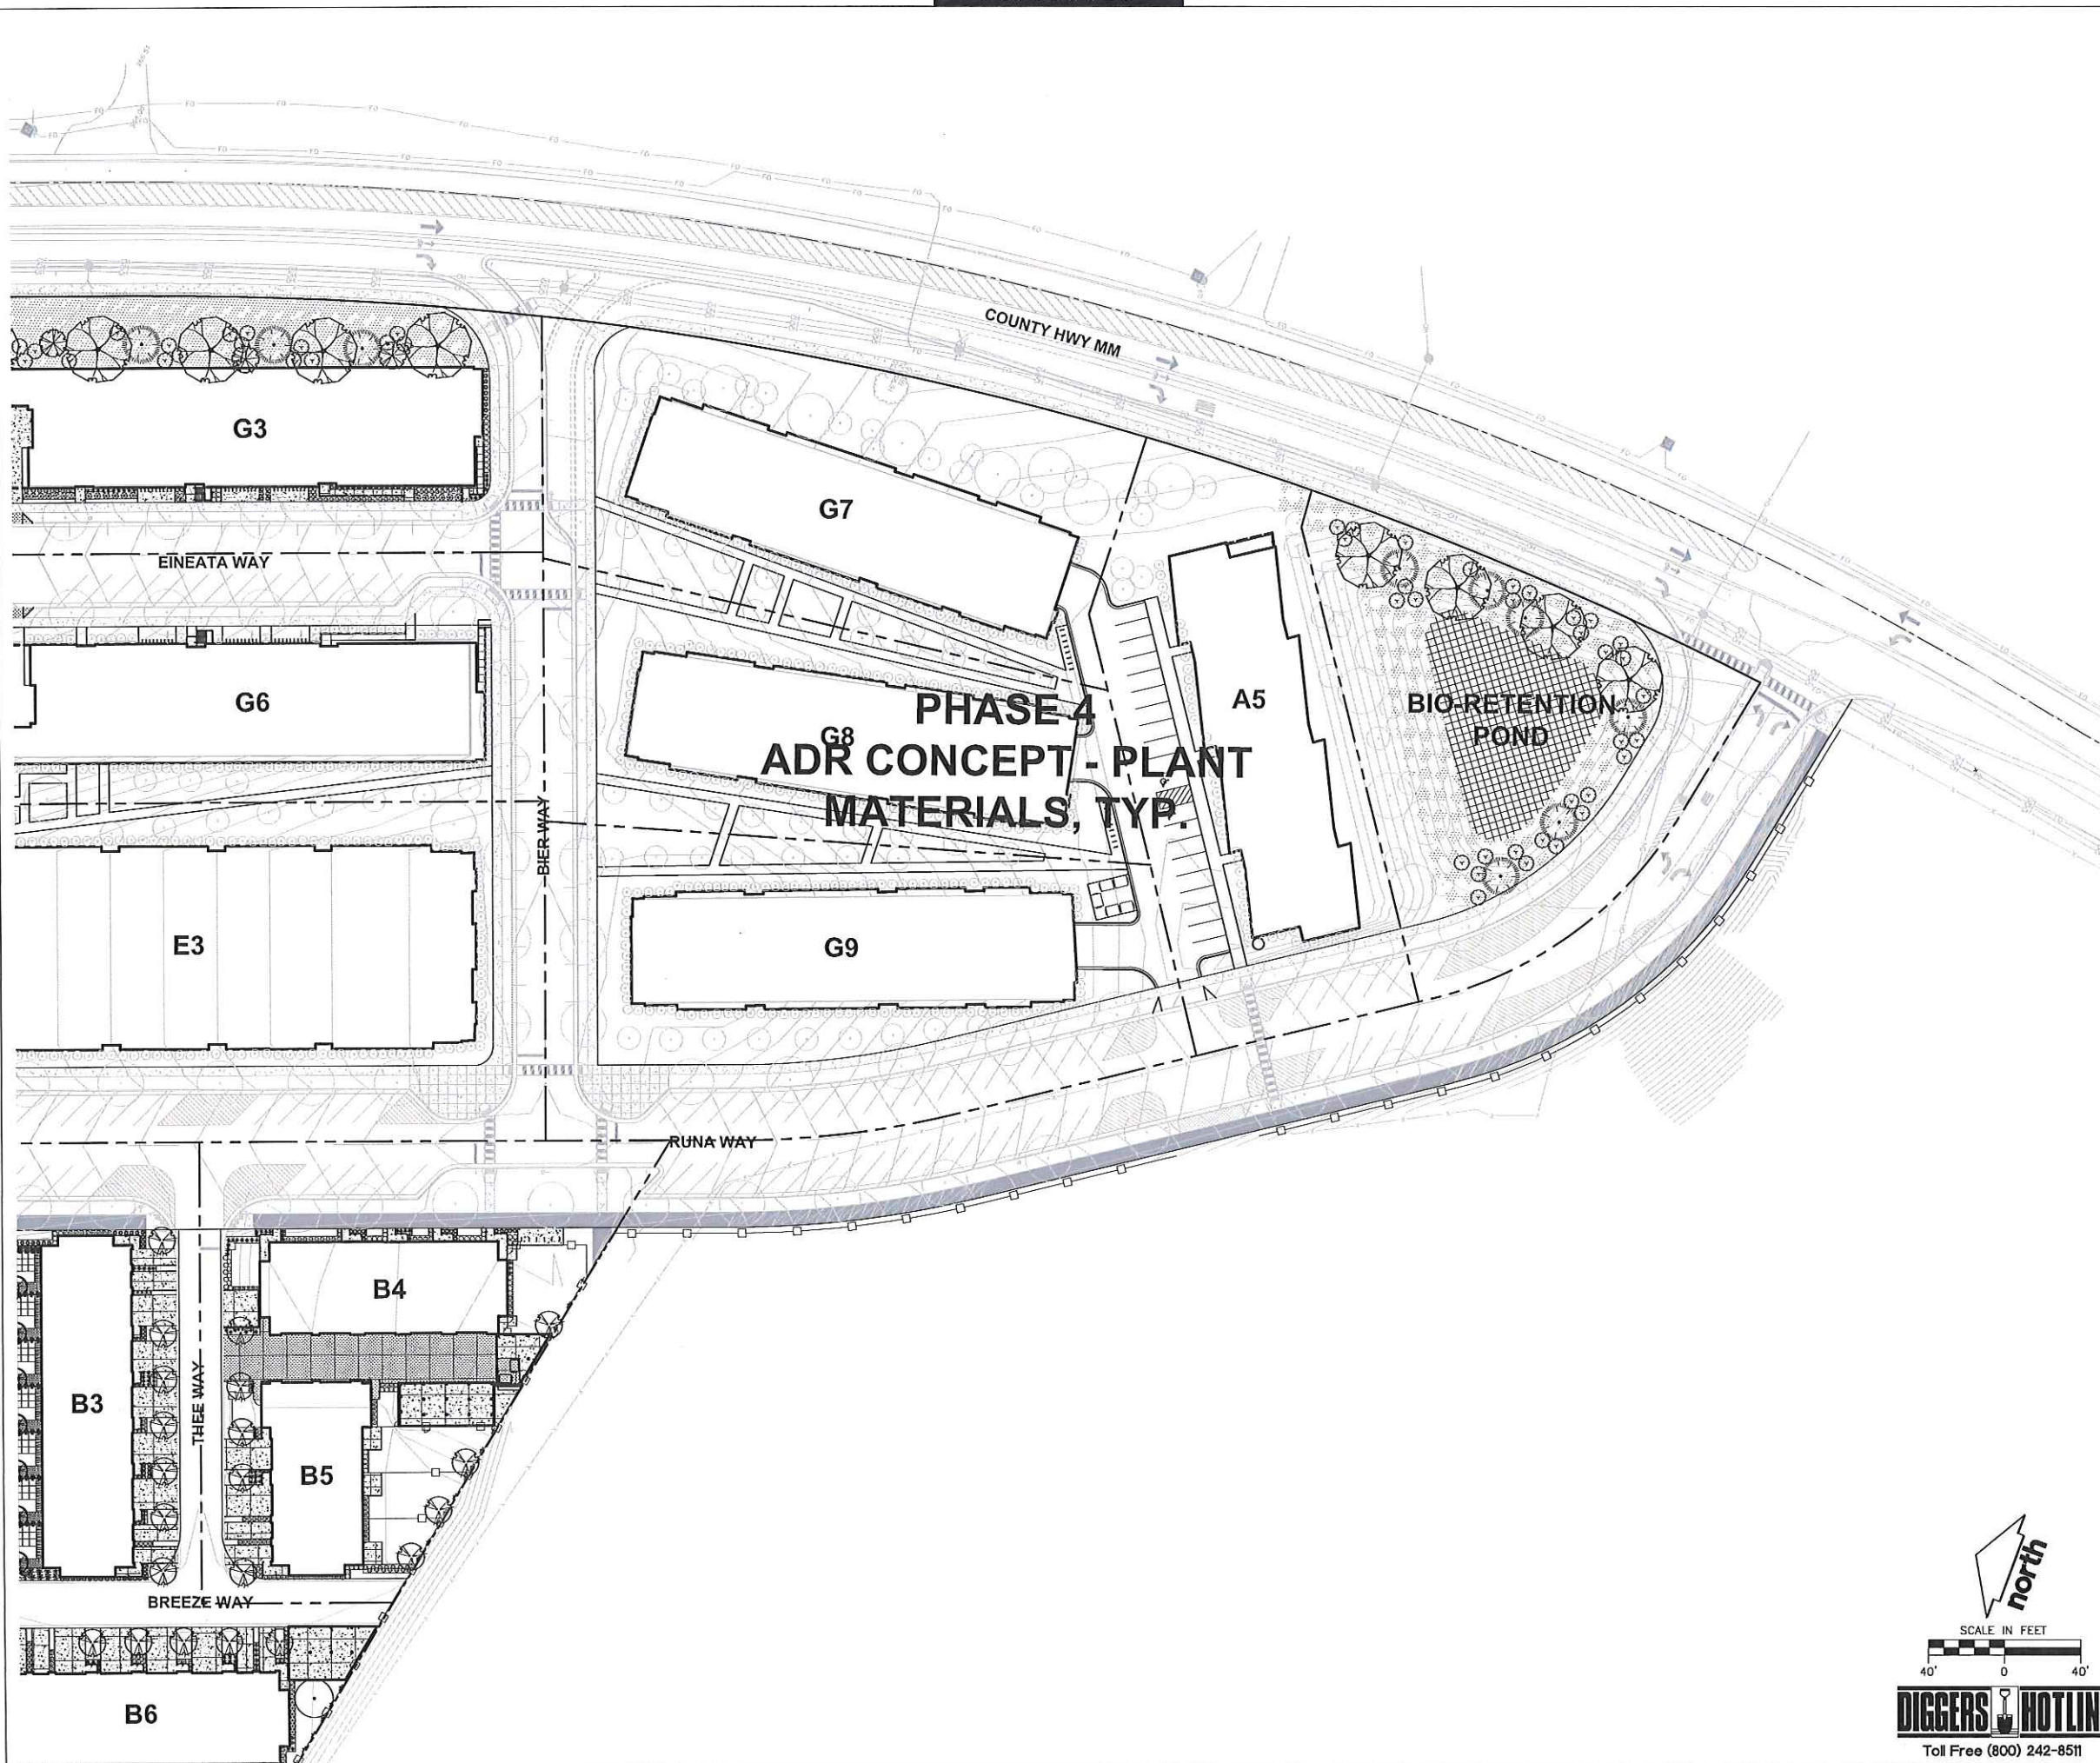 COUNTY HWY MM
G3
G7
EINEATA WAY
G6
A5
BIO-RETENTION
POND
PHASE 4
G8
ADR CONCEPT - PLANT
MATERIALS, TYP.
BIER WAY
E3
G9
RUNA WAY
B4
B3
THEE WAY
B5
BREEZE WAY
B6
north
SCALE IN FEET
40' 0 40'
DIGGERS HOTLIN
Toll Free (800) 242-8511